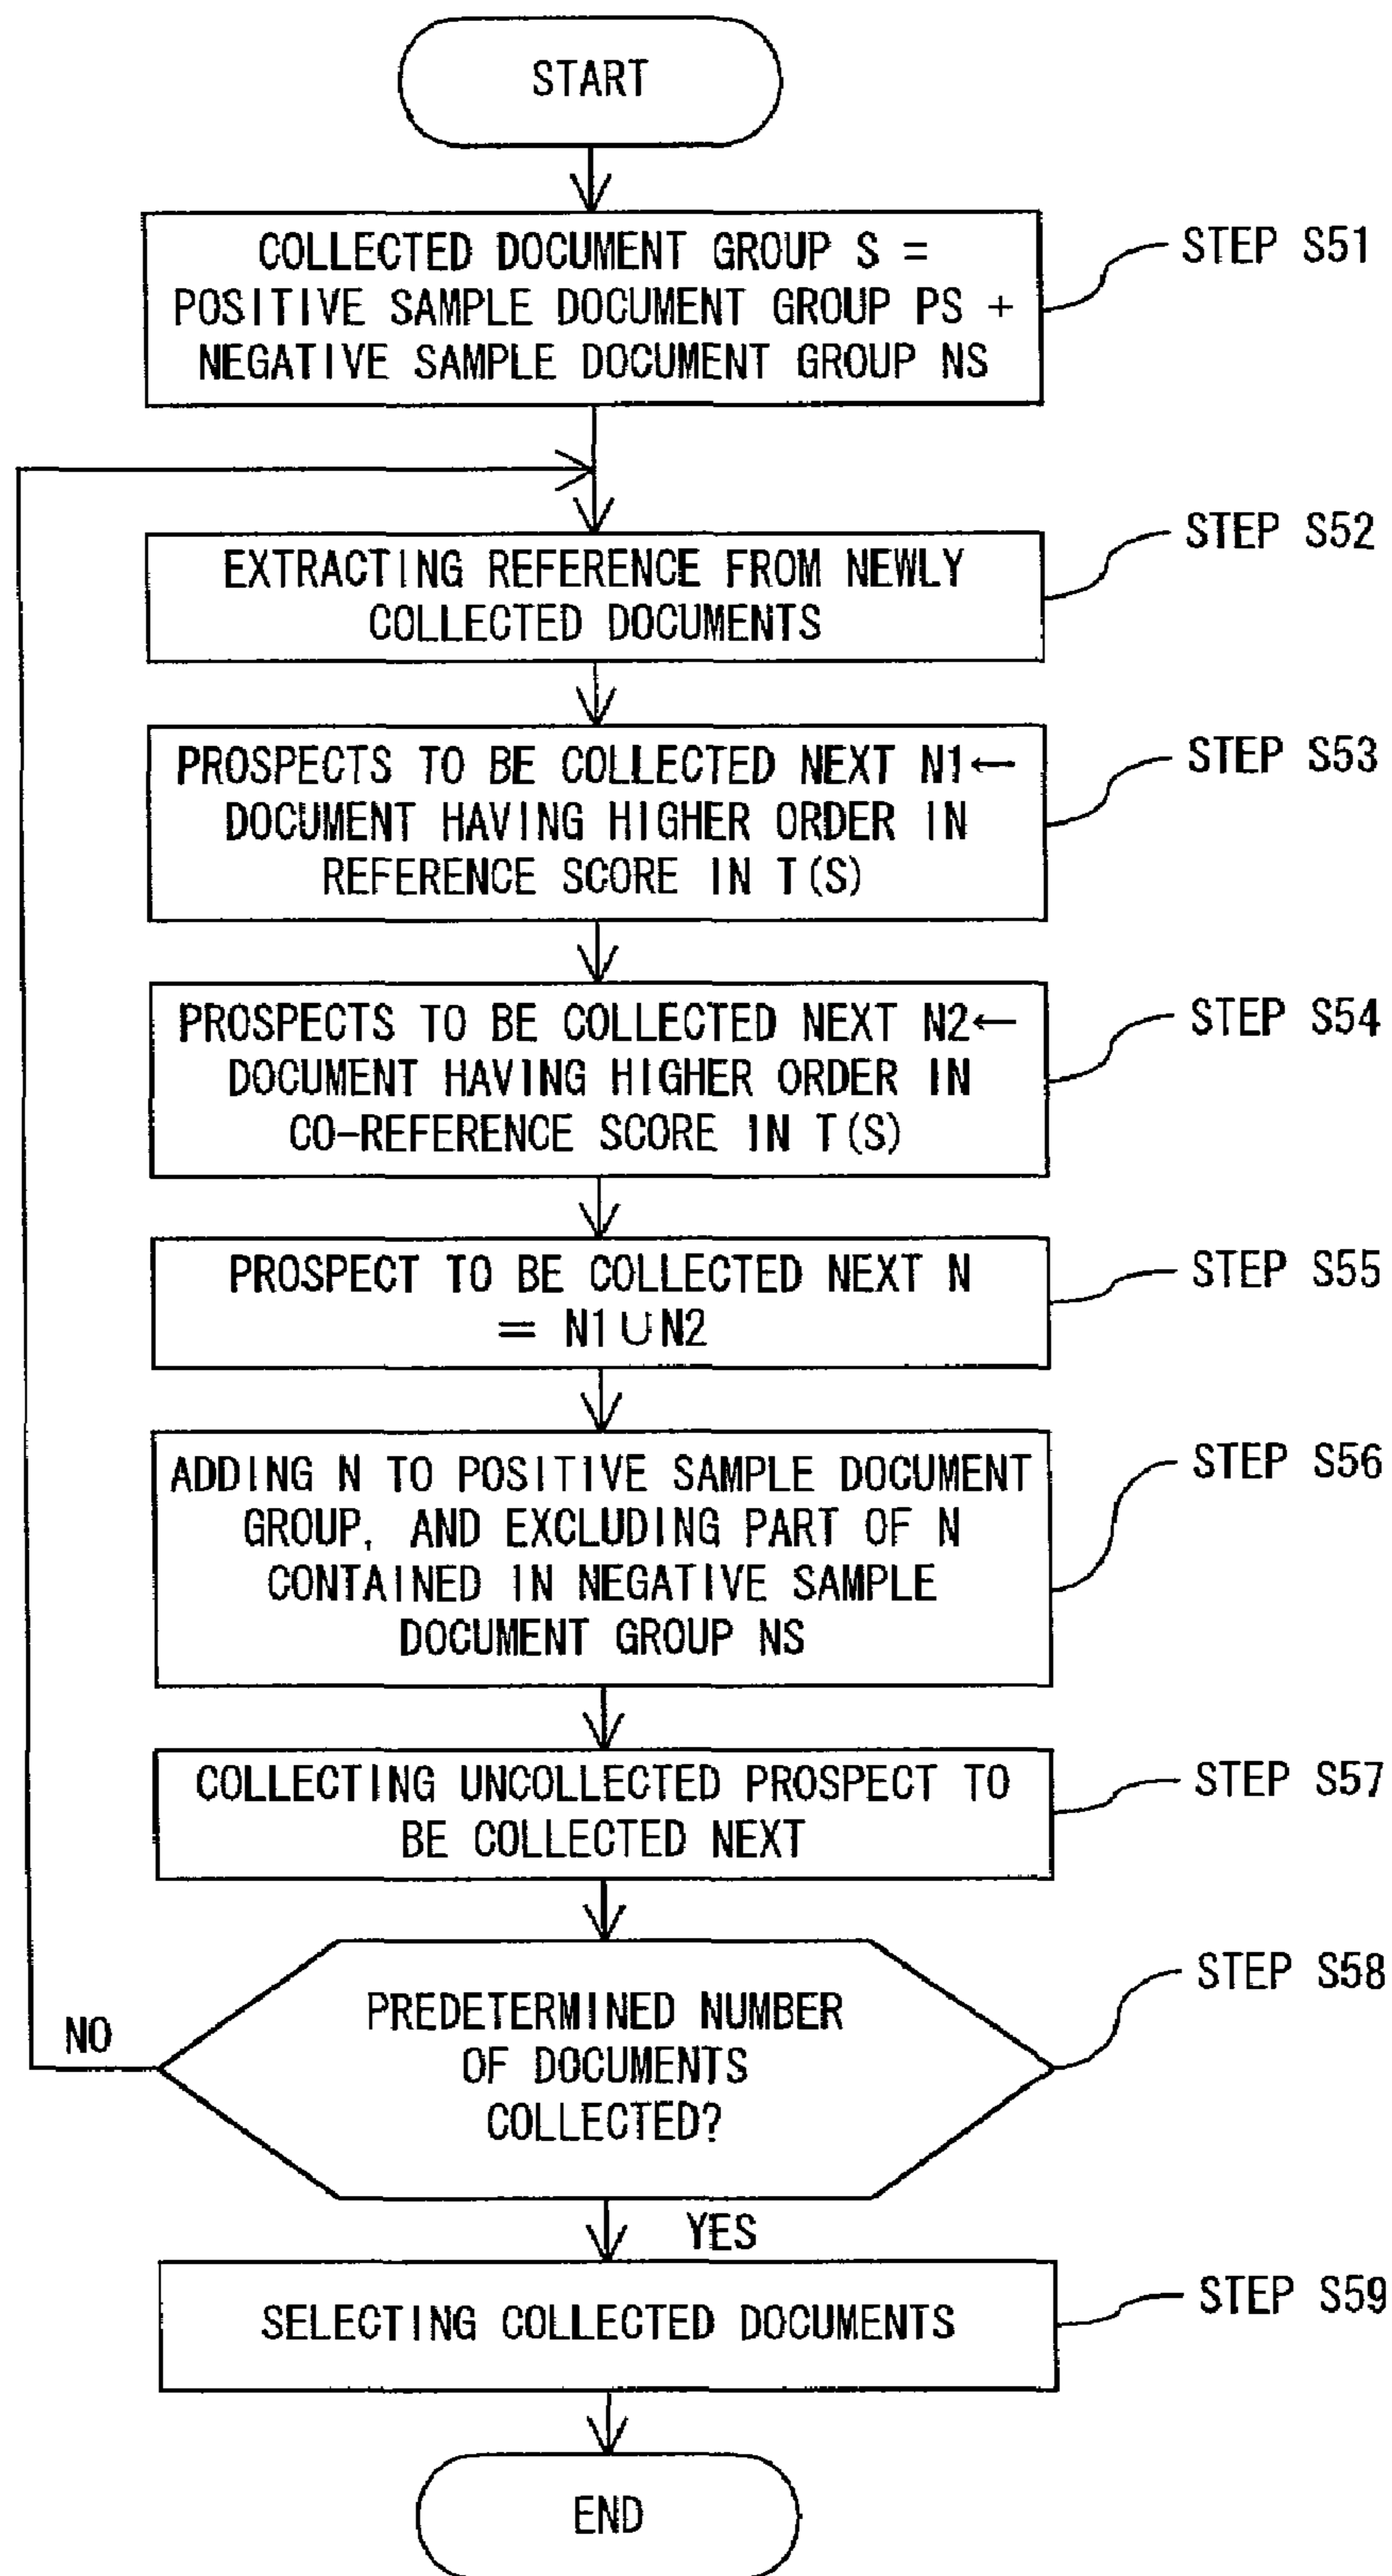 START
COLLECTED DOCUMENT GROUP S =
POSITIVE SAMPLE DOCUMENT GROUP PS +
NEGATIVE SAMPLE DOCUMENT GROUP NS
STEP S51
EXTRACTING REFERENCE FROM NEWLY
COLLECTED DOCUMENTS
STEP S52
PROSPECTS TO BE COLLECTED NEXT N1←
DOCUMENT HAVING HIGHER ORDER IN
REFERENCE SCORE IN T(S)
STEP S53
PROSPECTS TO BE COLLECTED NEXT N2←
DOCUMENT HAVING HIGHER ORDER IN
CO-REFERENCE SCORE IN T(S)
STEP S54
PROSPECT TO BE COLLECTED NEXT N
= N1∪N2
STEP S55
ADDING N TO POSITIVE SAMPLE DOCUMENT
GROUP, AND EXCLUDING PART OF N
CONTAINED IN NEGATIVE SAMPLE
DOCUMENT GROUP NS
STEP S56
COLLECTING UNCOLLECTED PROSPECT TO
BE COLLECTED NEXT
STEP S57
PREDETERMINED NUMBER
OF DOCUMENTS
COLLECTED?
STEP S58
NO
YES
SELECTING COLLECTED DOCUMENTS
STEP S59
END